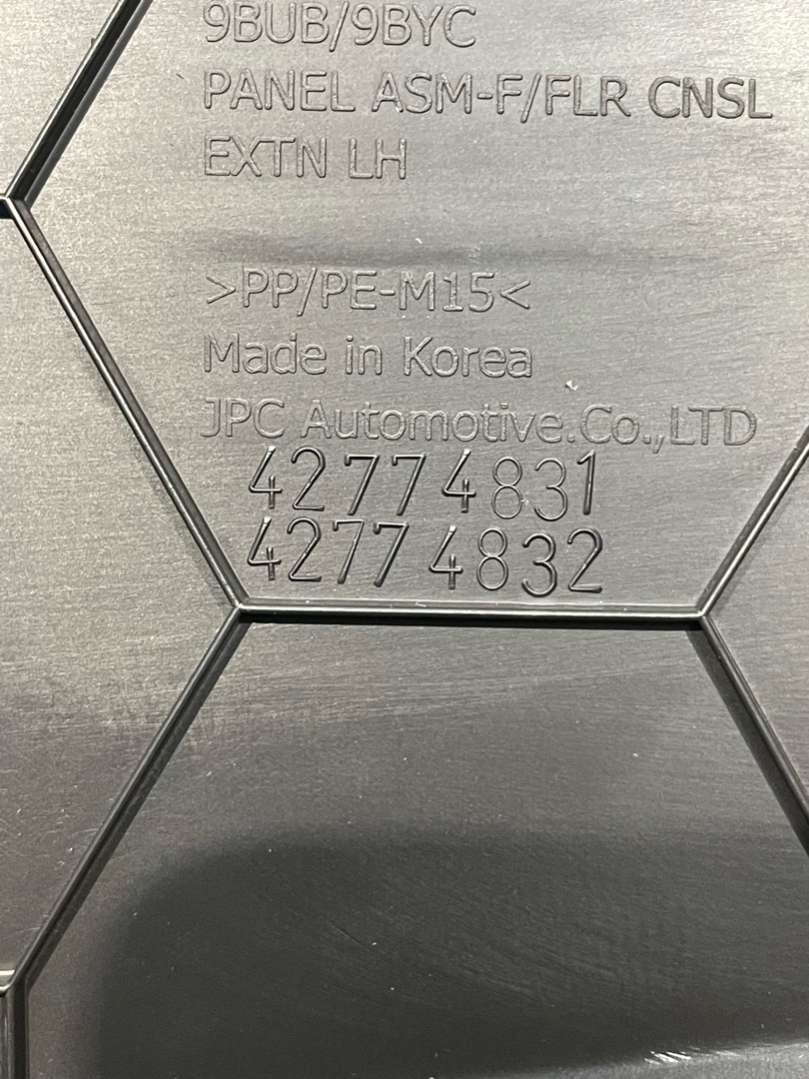 9BUB/9BYC
PANEL ASM-F/FLR CNSL
EXTN LH
>PP/PE-M15<
Made in Korea
JPC Automotive.Co.,LTD
42774831
42774832